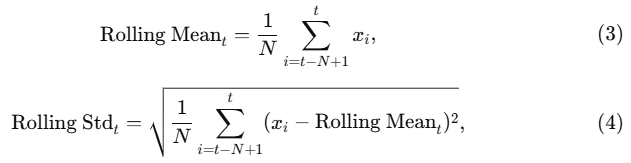 Rolling Mean_t = \frac{1}{N} \sum_{i=t-N+1}^{t} x_i, (3)
Rolling Std_t = \sqrt{\frac{1}{N} \sum_{i=t-N+1}^{t} (x_i − Rolling Mean_t)^2}, (4)